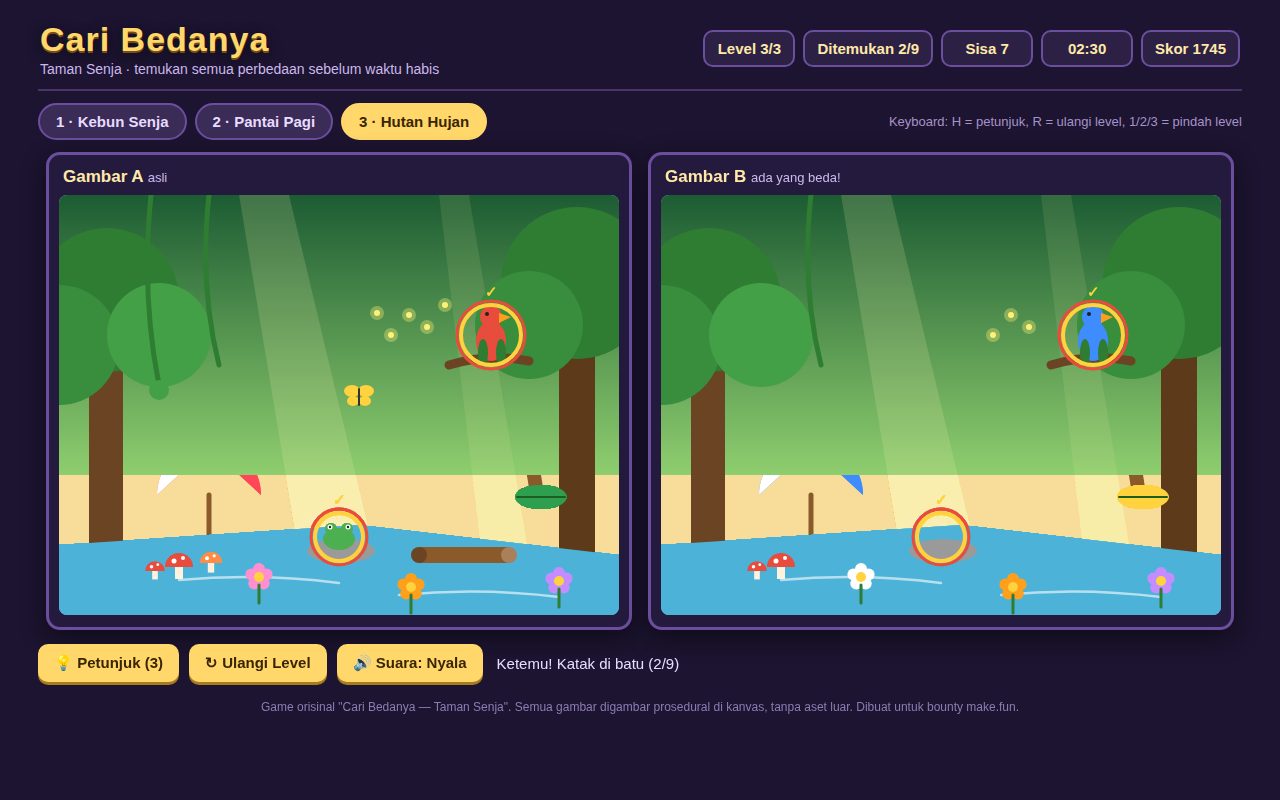 Cari Bedanya
Taman Senja · temukan semua perbedaan sebelum waktu habis
Level 3/3
Ditemukan 2/9
Sisa 7
02:30
Skor 1745
1 · Kebun Senja
2 · Pantai Pagi
3 · Hutan Hujan
Keyboard: H = petunjuk, R = ulangi level, 1/2/3 = pindah level
Gambar A asli
Gambar B ada yang beda!
✓
✓
✓
✓
💡 Petunjuk (3)
↻ Ulangi Level
🔊 Suara: Nyala
Ketemu! Katak di batu (2/9)
Game orisinal "Cari Bedanya — Taman Senja". Semua gambar digambar prosedural di kanvas, tanpa aset luar. Dibuat untuk bounty make.fun.